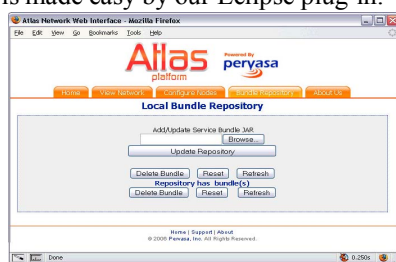 is made easy by our Eclipse plug-in.
Atlas Network Web Interface - Mozilla Firefox
File Edit View Go Bookmarks Tools Help
Atlas platform Powered By pervasa
Home View Network Configure Nodes Bundle Repository About Us
Local Bundle Repository
Add/Update Service Bundle JAR
Browse...
Update Repository
Delete Bundle Reset Refresh
Repository has bundle(s)
Delete Bundle Reset Refresh
Home | Support | About
© 2006 Pervasa, Inc. All Rights Reserved.
Done 0.250s